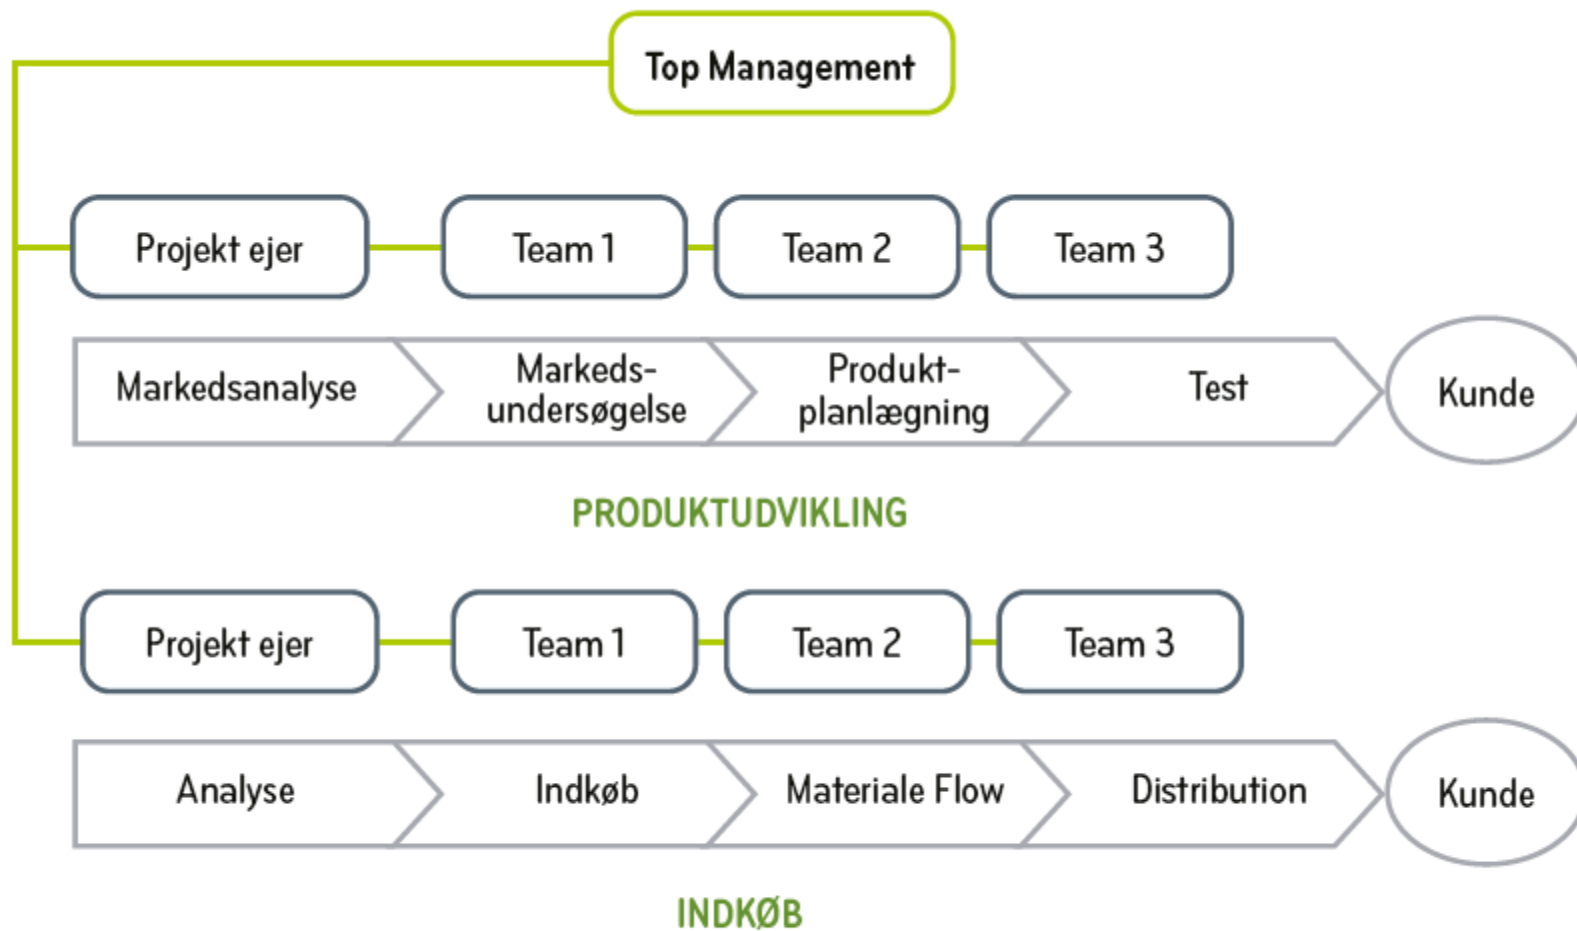 Top Management
Projekt ejer
Team 1
Team 2
Team 3
Markedsanalyse
Markeds-
undersøgelse
Produkt-
planlægning
Test
Kunde
PRODUKTUDVIKLING
Projekt ejer
Team 1
Team 2
Team 3
Analyse
Indkøb
Materiale Flow
Distribution
Kunde
INDKØB